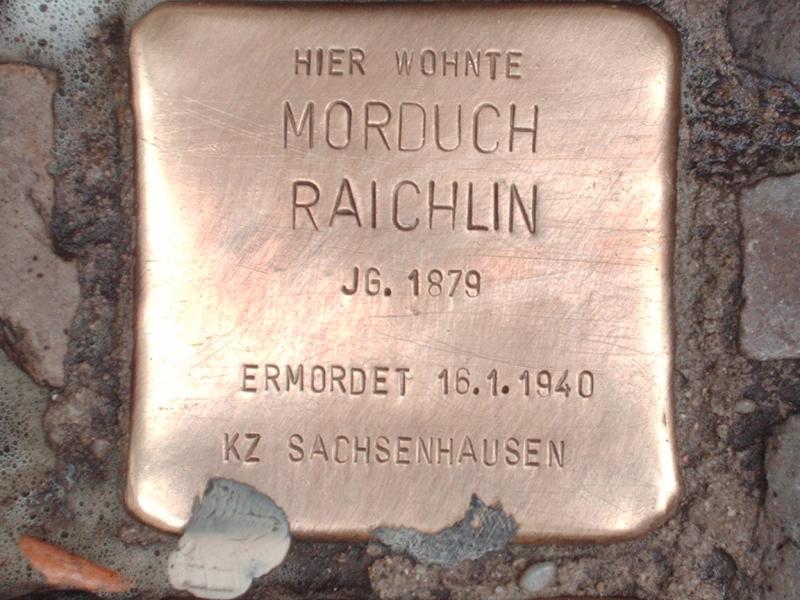 HIER WOHNTE
MORDUCH
RAICHLIN
JG. 1879
ERMORDET 16.1.1940
KZ SACHSENHAUSEN